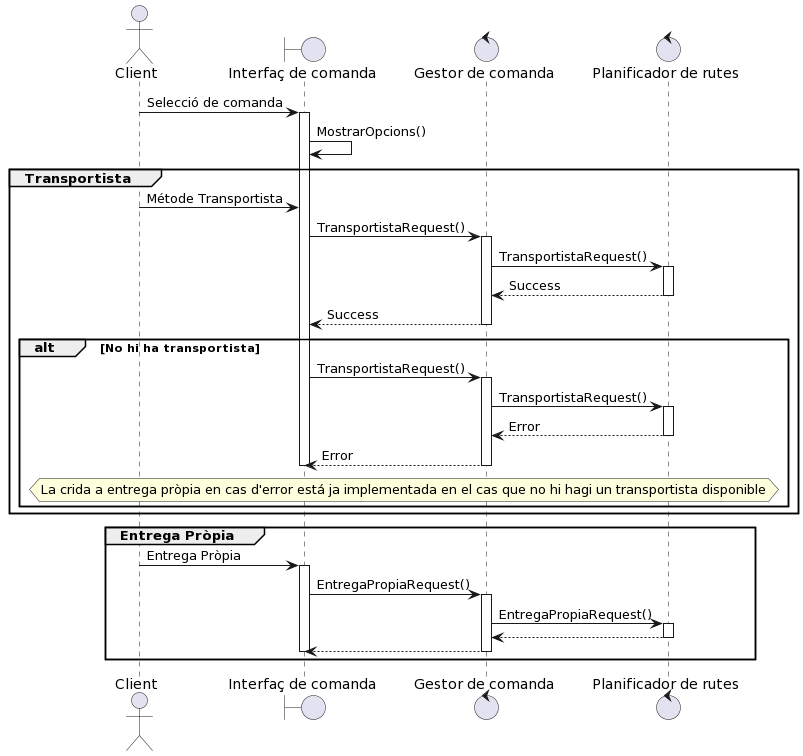 Client
Interfaç de comanda
Gestor de comanda
Planificador de rutes
Selecció de comanda
MostrarOpcions()
Transportista
Métode Transportista
TransportistaRequest()
TransportistaRequest()
Success
Success
alt [No hi ha transportista]
TransportistaRequest()
TransportistaRequest()
Error
Error
La crida a entrega pròpia en cas d'error está ja implementada en el cas que no hi hagi un transportista disponible
Entrega Pròpia
Entrega Pròpia
EntregaPropiaRequest()
EntregaPropiaRequest()
Client
Interfaç de comanda
Gestor de comanda
Planificador de rutes